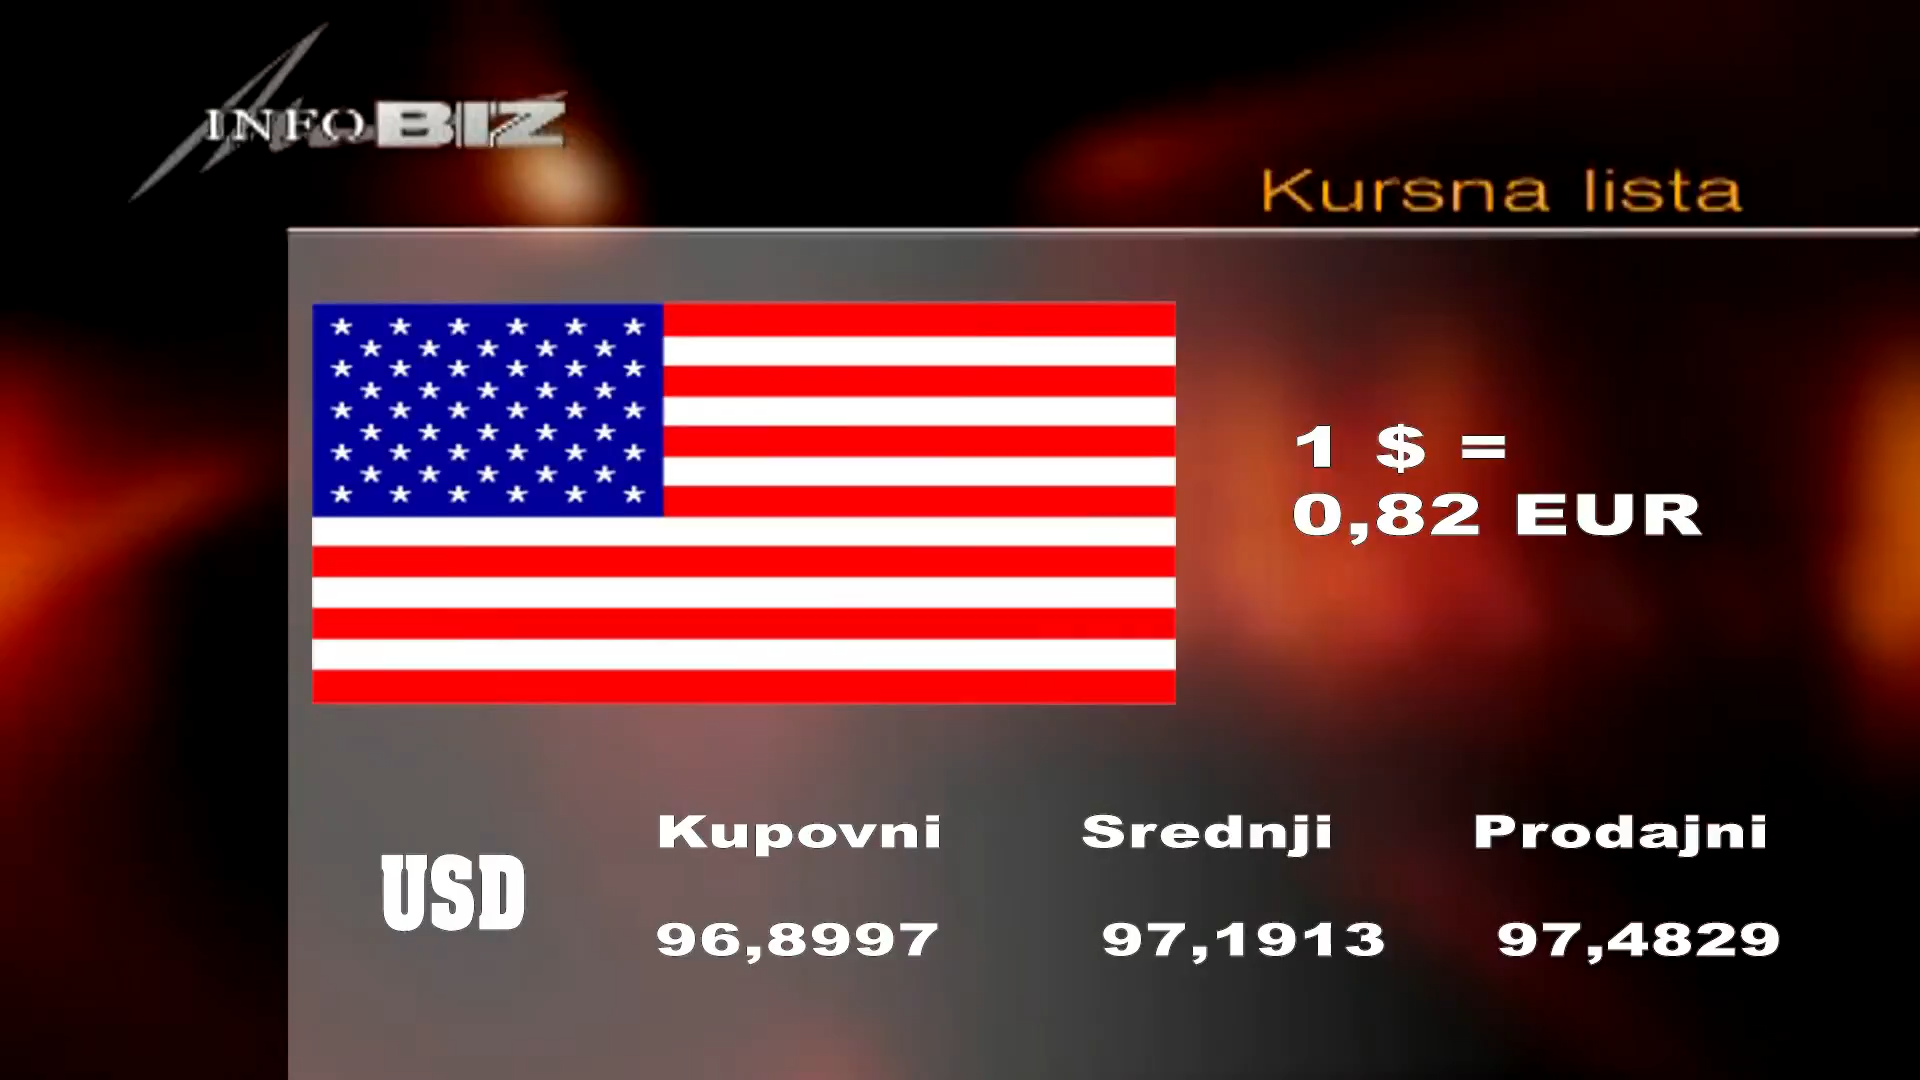 INFO BIZ
Kursna lista
1 $ =
0,82 EUR
Kupovni Srednji Prodajni
USD
96,8997 97,1913 97,4829